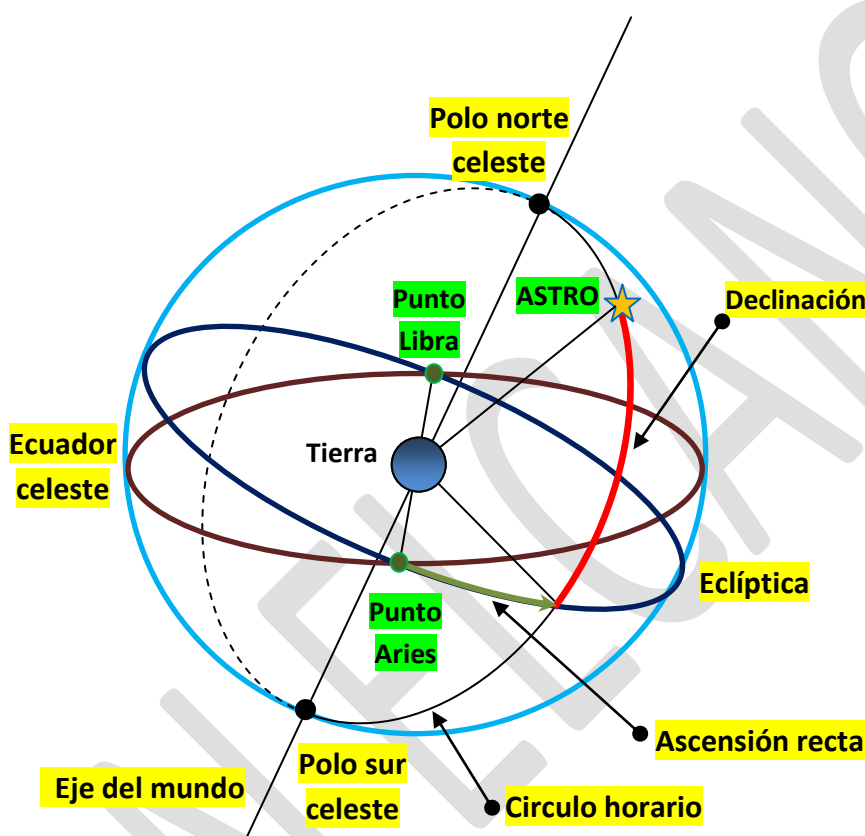 Polo norte
celeste
Punto
Libra
ASTRO
Declinación
Ecuador
celeste
Tierra
Eclíptica
Punto
Aries
Ascensión recta
Eje del mundo
Polo sur
celeste
Circulo horario